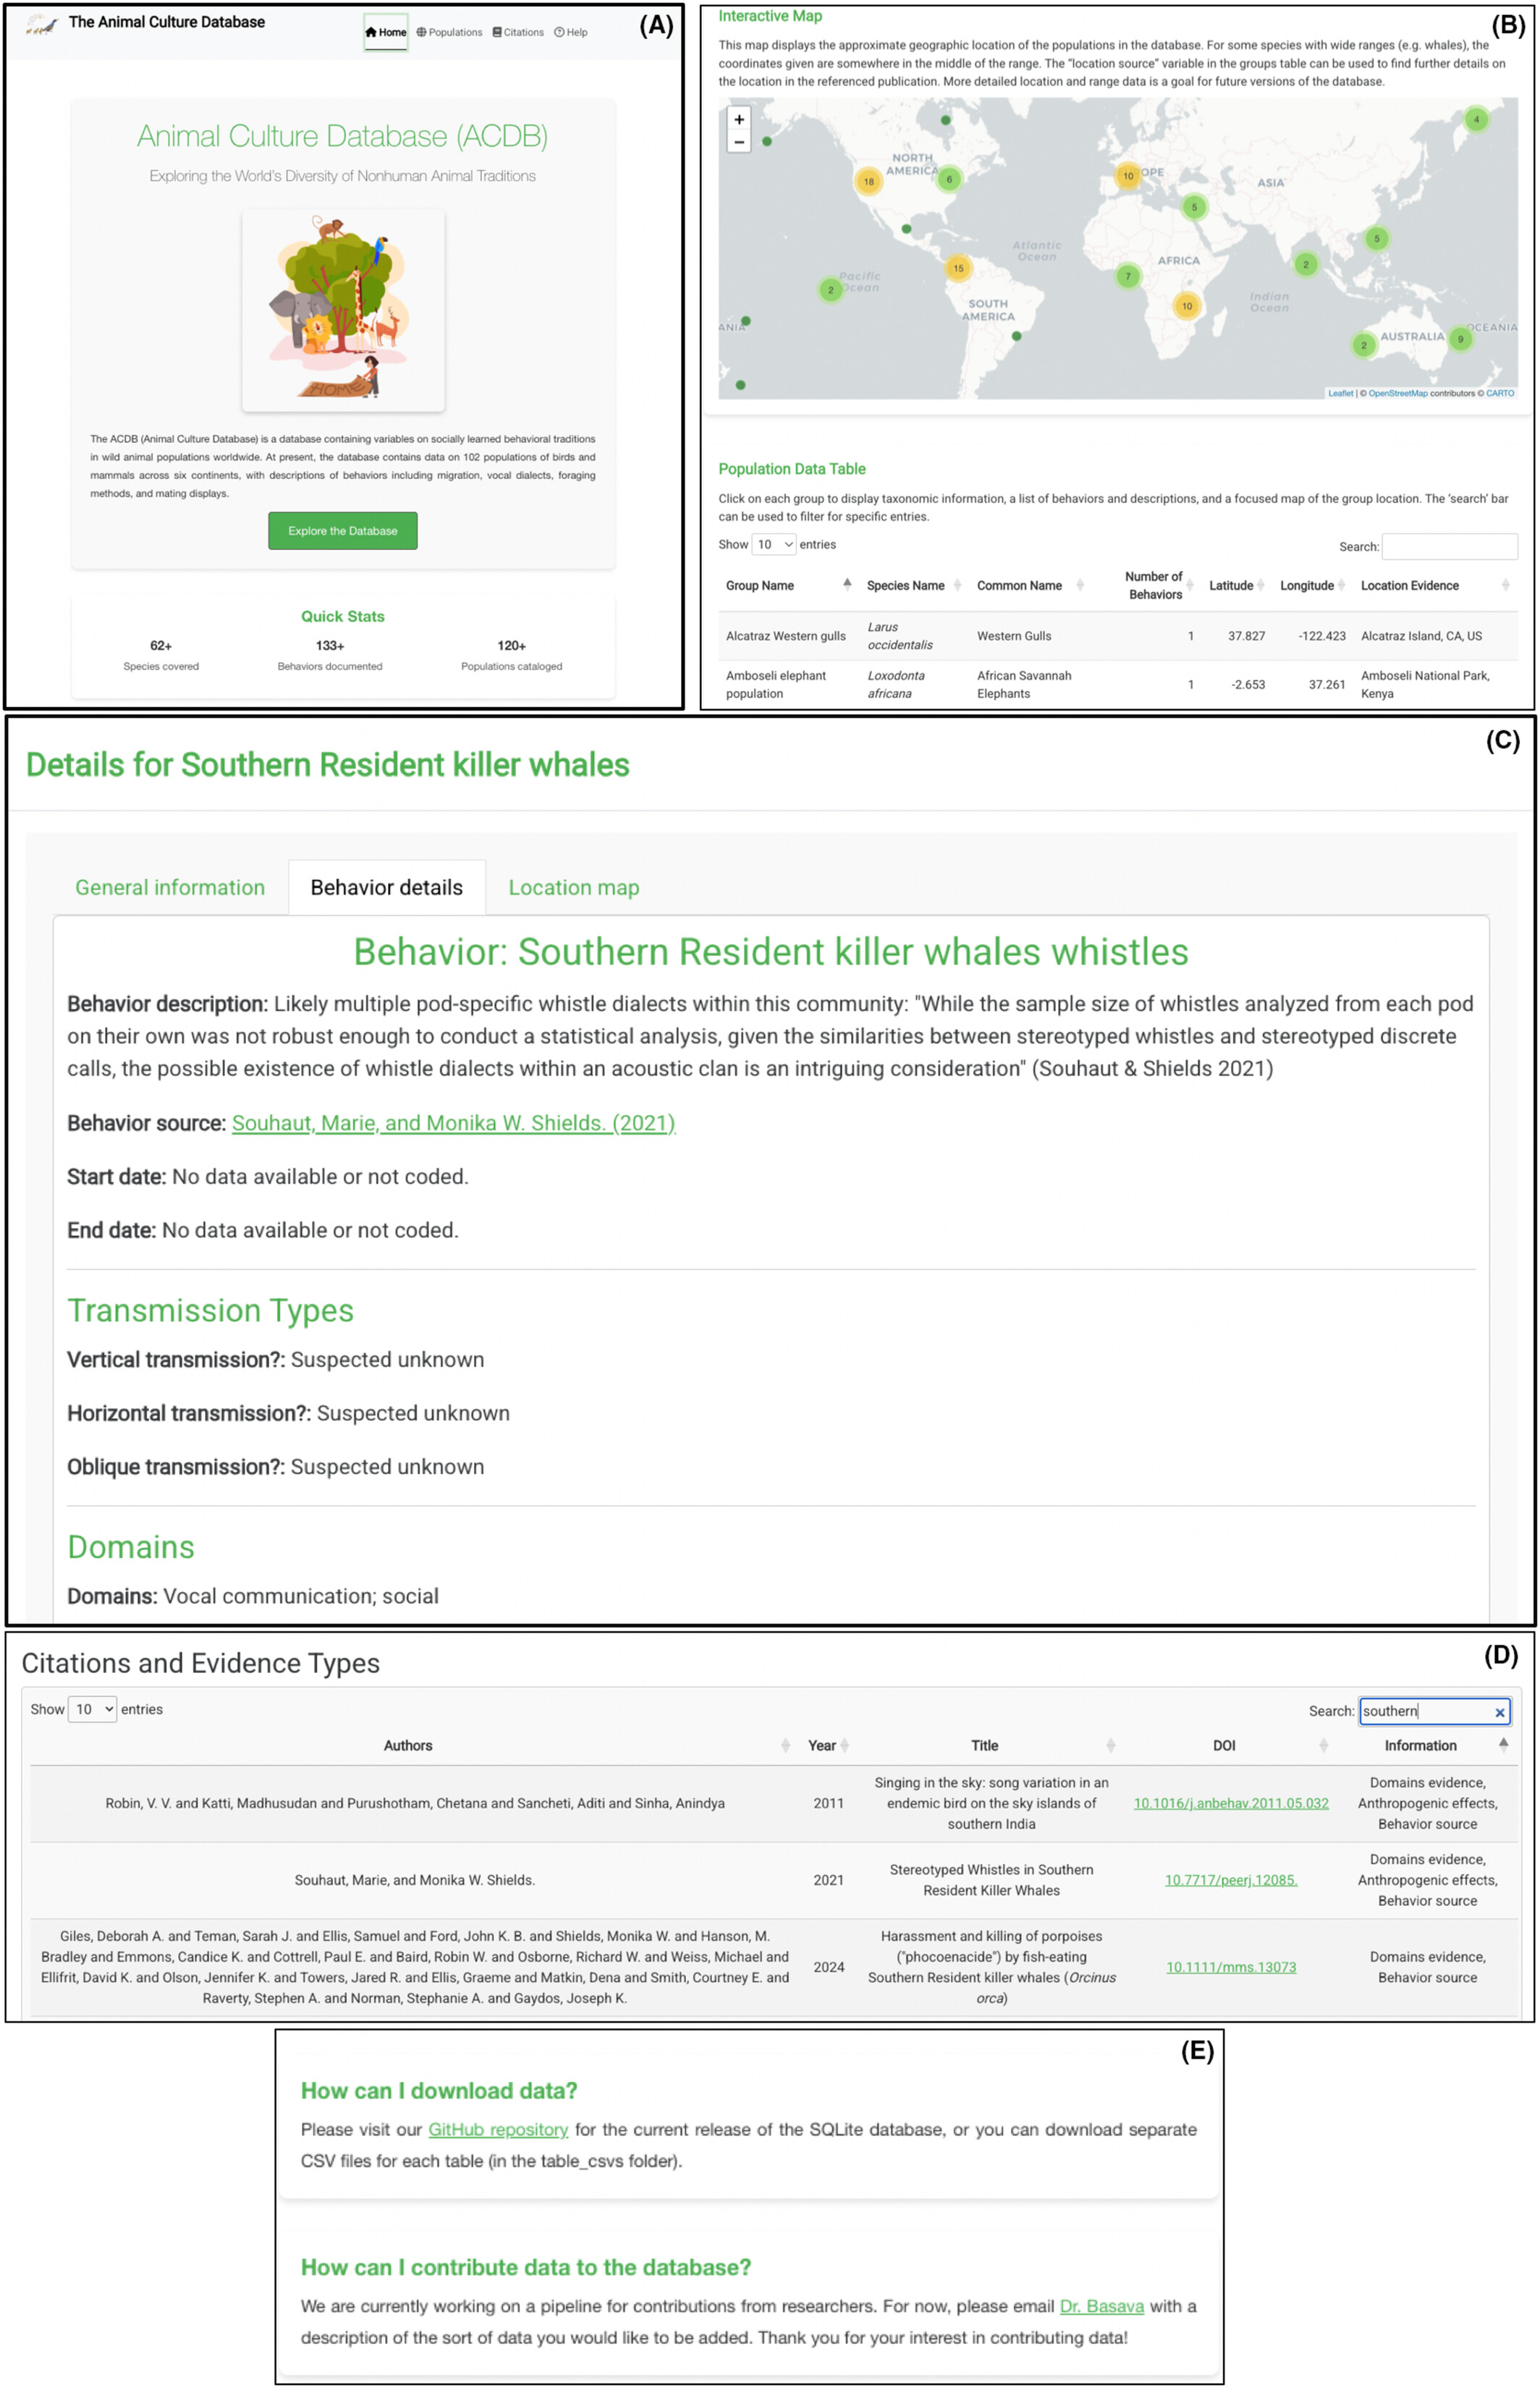 The Animal Culture Database
Home
Populations
Citations
Help
(A)
Animal Culture Database (ACDB)
Exploring the World's Diversity of Nonhuman Animal Traditions
HOME
The ACDB (Animal Culture Database) is a database containing variables on socially learned behavioral traditions
in wild animal populations worldwide. At present, the database contains data on 102 populations of birds and
mammals across six continents, with descriptions of behaviors including migration, vocal dialects, foraging
methods, and mating displays.
Explore the Database
Quick Stats
62+ 133+ 120+
Species covered Behaviors documented Populations cataloged
Interactive Map
(B)
This map displays the approximate geographic location of the populations in the database. For some species with wide ranges (e.g. whales), the
coordinates given are somewhere in the middle of the range. The "location source" variable in the groups table can be used to find further details on
the location in the referenced publication. More detailed location and range data is a goal for future versions of the database.
+
−
4
NORTH
AMERICA
18
6
10
OPE
ASIA
5
5
Atlantic
Ocean
AFRICA
2
15
Pacific
Ocean
2
7
SOUTH
AMERICA
10
Indian
Ocean
ANIA
OCEANIA
2
AUSTRALIA
9
Leaflet | © OpenStreetMap contributors © CARTO
Population Data Table
Click on each group to display taxonomic information, a list of behaviors and descriptions, and a focused map of the group location. The 'search' bar
can be used to filter for specific entries.
Show 10 entries
Search:
Group Name Species Name Common Name Number of Behaviors Latitude Longitude Location Evidence
Alcatraz Western gulls Larus occidentalis Western Gulls 1 37.827 -122.423 Alcatraz Island, CA, US
Amboseli elephant population Loxodonta africana African Savannah Elephants 1 -2.653 37.261 Amboseli National Park, Kenya
(C)
Details for Southern Resident killer whales
General information Behavior details Location map
Behavior: Southern Resident killer whales whistles
Behavior description: Likely multiple pod-specific whistle dialects within this community: "While the sample size of whistles analyzed from each pod
on their own was not robust enough to conduct a statistical analysis, given the similarities between stereotyped whistles and stereotyped discrete
calls, the possible existence of whistle dialects within an acoustic clan is an intriguing consideration" (Souhaut & Shields 2021)
Behavior source: Souhaut, Marie, and Monika W. Shields. (2021)
Start date: No data available or not coded.
End date: No data available or not coded.
Transmission Types
Vertical transmission?: Suspected unknown
Horizontal transmission?: Suspected unknown
Oblique transmission?: Suspected unknown
Domains
Domains: Vocal communication; social
(D)
Citations and Evidence Types
Show 10 entries
Search: southern
Authors Year Title DOI Information
Robin, V. V. and Katti, Madhusudan and Purushotham, Chetana and Sancheti, Aditi and Sinha, Anindya 2011 Singing in the sky: song variation in an endemic bird on the sky islands of southern India 10.1016/j.anbehav.2011.05.032 Domains evidence, Anthropogenic effects, Behavior source
Souhaut, Marie, and Monika W. Shields. 2021 Stereotyped Whistles in Southern Resident Killer Whales 10.7717/peerj.12085. Domains evidence, Anthropogenic effects, Behavior source
Giles, Deborah A. and Teman, Sarah J. and Ellis, Samuel and Ford, John K. B. and Shields, Monika W. and Hanson, M.
Bradley and Emmons, Candice K. and Cottrell, Paul E. and Baird, Robin W. and Osborne, Richard W. and Weiss, Michael and
Ellifrit, David K. and Olson, Jennifer K. and Towers, Jared R. and Ellis, Graeme and Matkin, Dena and Smith, Courtney E. and
Raverty, Stephen A. and Norman, Stephanie A. and Gaydos, Joseph K.
2024
Harassment and killing of porpoises
("phocoenacide") by fish-eating
Southern Resident killer whales (Orcinus
orca)
10.1111/mms.13073
Domains evidence,
Behavior source
(E)
How can I download data?
Please visit our GitHub repository for the current release of the SQLite database, or you can download separate
CSV files for each table (in the table_csvs folder).
How can I contribute data to the database?
We are currently working on a pipeline for contributions from researchers. For now, please email Dr. Basava with a
description of the sort of data you would like to be added. Thank you for your interest in contributing data!